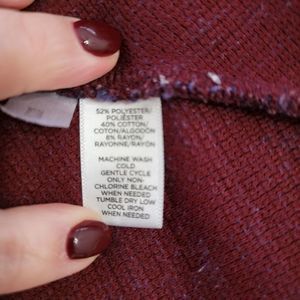 52% POLYESTER/
POLIÉSTER
40% COTTON/
COTON/ALGODÓN
8% RAYON/
RAYONNE/RAYÓN
MACHINE WASH
COLD
GENTLE CYCLE
ONLY NON-
CHLORINE BLEACH
WHEN NEEDED
TUMBLE DRY LOW
COOL IRON
WHEN NEEDED